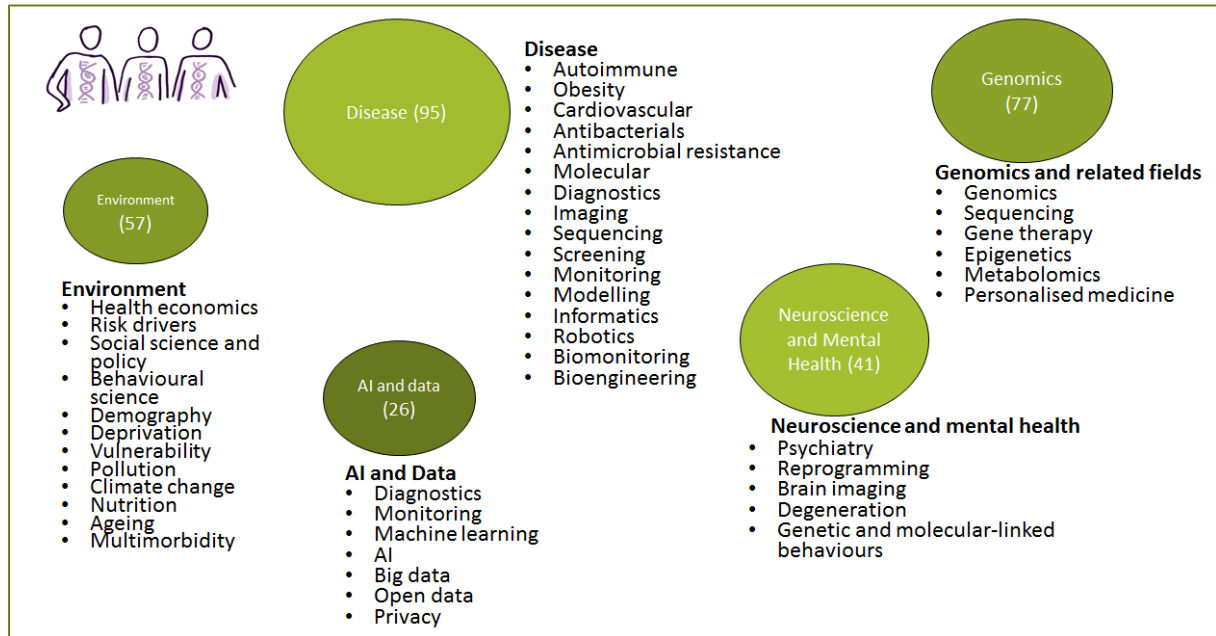 Disease (95)
Disease
• Autoimmune
• Obesity
• Cardiovascular
• Antibacterials
• Antimicrobial resistance
• Molecular
• Diagnostics
• Imaging
• Sequencing
• Screening
• Monitoring
• Modelling
• Informatics
• Robotics
• Biomonitoring
• Bioengineering
Genomics
(77)
Genomics and related fields
• Genomics
• Sequencing
• Gene therapy
• Epigenetics
• Metabolomics
• Personalised medicine
Environment
(57)
Environment
• Health economics
• Risk drivers
• Social science and
policy
• Behavioural
science
• Demography
• Deprivation
• Vulnerability
• Pollution
• Climate change
• Nutrition
• Ageing
• Multimorbidity
AI and data
(26)
AI and Data
• Diagnostics
• Monitoring
• Machine learning
• AI
• Big data
• Open data
• Privacy
Neuroscience
and Mental
Health (41)
Neuroscience and mental health
• Psychiatry
• Reprogramming
• Brain imaging
• Degeneration
• Genetic and molecular-linked
behaviours